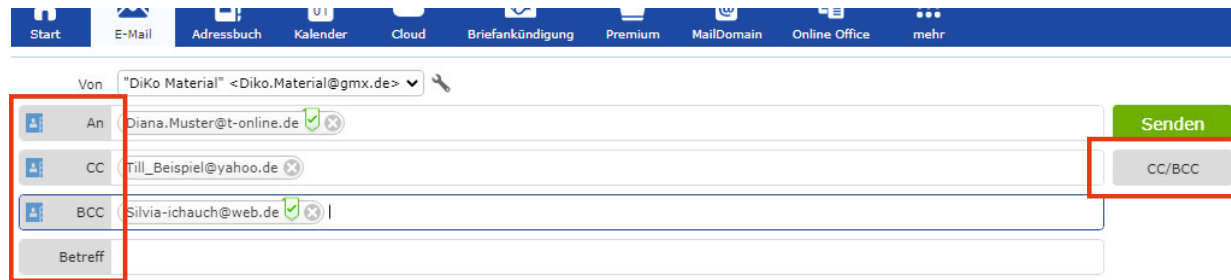 Start E-Mail Adressbuch Kalender Cloud Briefankündigung Premium MailDomain Online Office mehr
Von "DiKo Material" <Diko.Material@gmx.de>
An Diana.Muster@t-online.de Senden
CC Till_Beispiel@yahoo.de CC/BCC
BCC Silvia-ichauch@web.de
Betreff